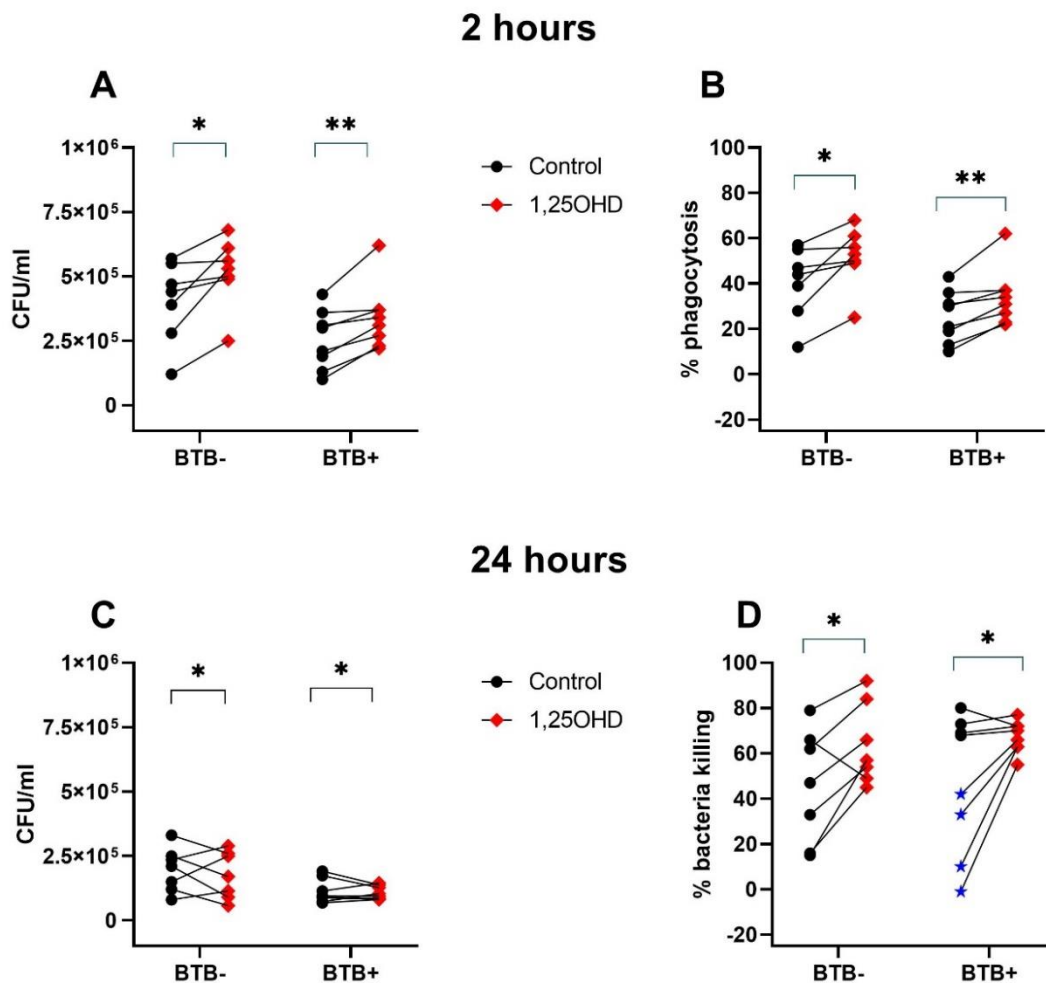 2 hours
A
B
CFU/ml
1×10⁶
7.5×10⁵
5.0×10⁵
2.5×10⁵
0
*
**
BTB-
BTB+
Control
1,25OHD
% phagocytosis
100
80
60
40
20
0
-20
*
**
BTB-
BTB+
24 hours
C
D
CFU/ml
1×10⁶
7.5×10⁵
5.0×10⁵
2.5×10⁵
0
*
*
BTB-
BTB+
Control
1,25OHD
% bacteria killing
100
80
60
40
20
0
-20
*
*
BTB-
BTB+